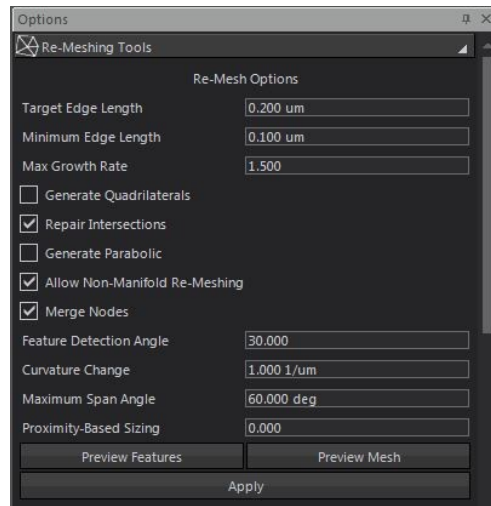 Options
Re-Meshing Tools
Re-Mesh Options
Target Edge Length 0.200 um
Minimum Edge Length 0.100 um
Max Growth Rate 1.500
Generate Quadrilaterals
Repair Intersections
Generate Parabolic
Allow Non-Manifold Re-Meshing
Merge Nodes
Feature Detection Angle 30.000
Curvature Change 1.000 1/um
Maximum Span Angle 60.000 deg
Proximity-Based Sizing 0.000
Preview Features Preview Mesh
Apply